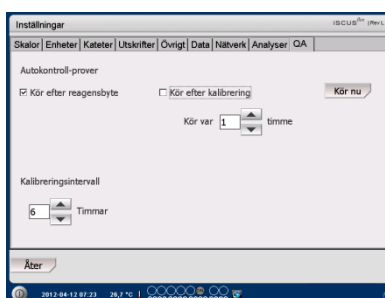 Inställningar ISCUSflex
Skalor Enheter Kateter Utskrifter Övrigt Data Nätverk Analyser QA
Autokontroll-prover
Kör efter reagensbyte Kör efter kalibrering Kör nu
Kör var 1 timme
Kalibreringsintervall
6 Timmar
Åter
2012-04-12 07:23 26,7 °C